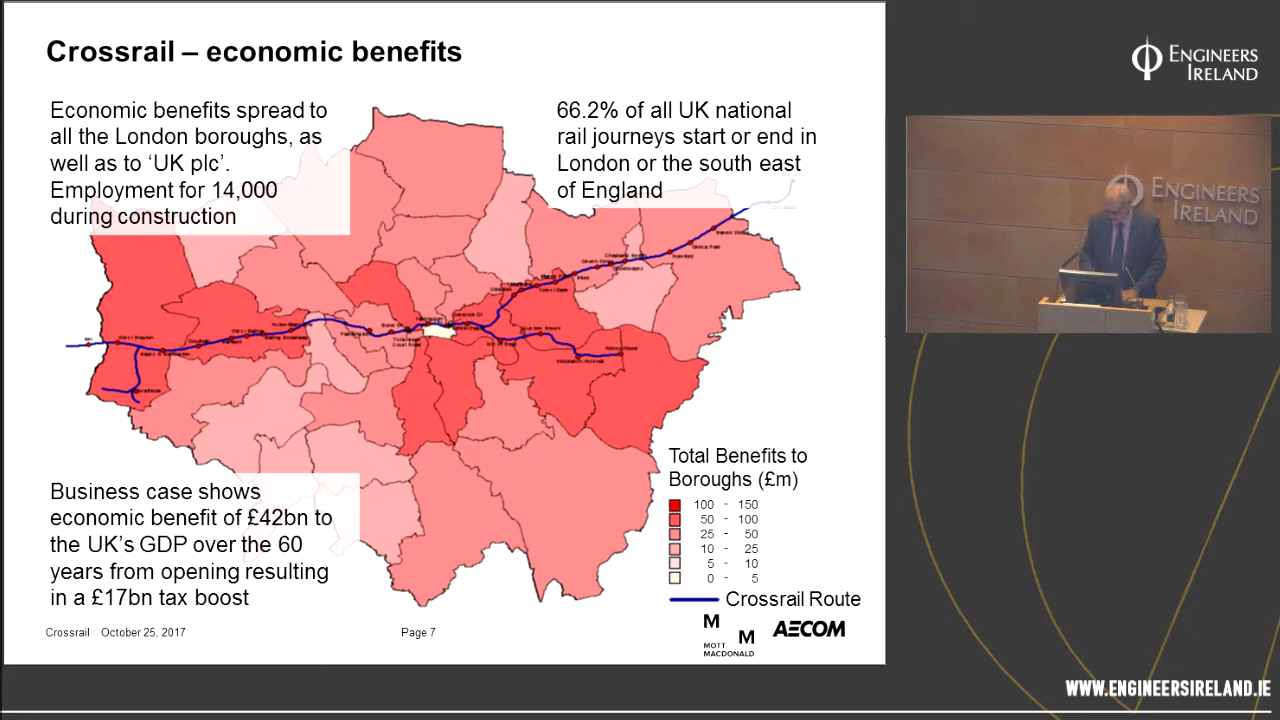 Crossrail – economic benefits
Economic benefits spread to
all the London boroughs, as
well as to ‘UK plc’.
Employment for 14,000
during construction
66.2% of all UK national
rail journeys start or end in
London or the south east
of England
Business case shows
economic benefit of £42bn to
the UK’s GDP over the 60
years from opening resulting
in a £17bn tax boost
Total Benefits to
Boroughs (£m)
100 - 150
50 - 100
25 - 50
10 - 25
5 - 10
0 - 5
Crossrail Route
Crossrail October 25, 2017
Page 7
M
M
MOTT
MACDONALD
AECOM
ENGINEERS
IRELAND
ENGINEERS
IRELAND
WWW.ENGINEERSIRELAND.IE